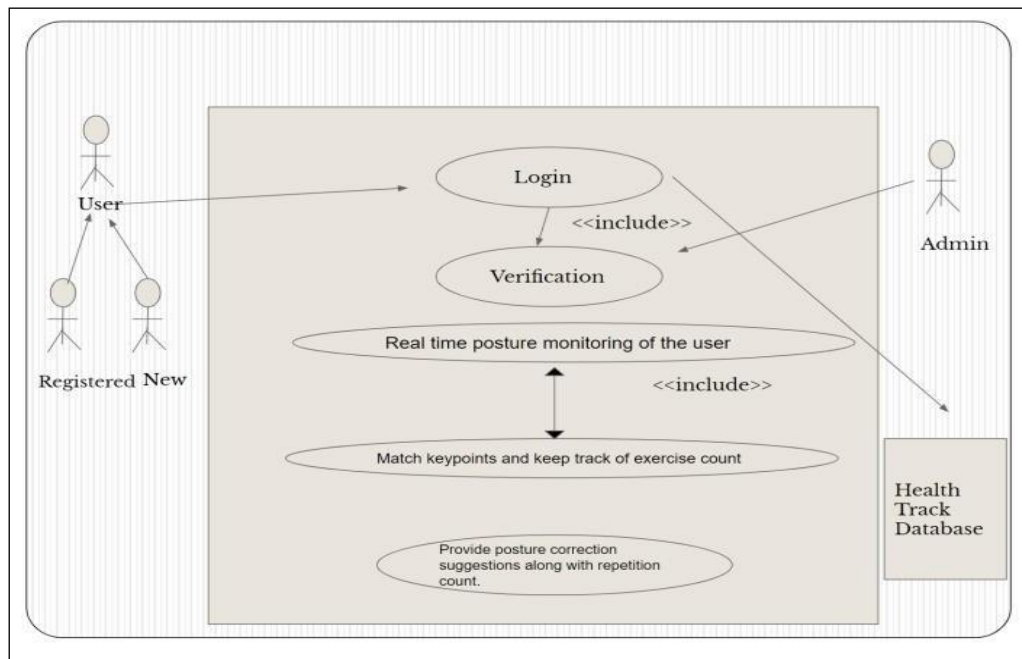 Login
User
<<include>>
Admin
Verification
Real time posture monitoring of the user
Registered
New
<<include>>
Match keypoints and keep track of exercise count
Health
Track
Database
Provide posture correction
suggestions along with repetition
count.